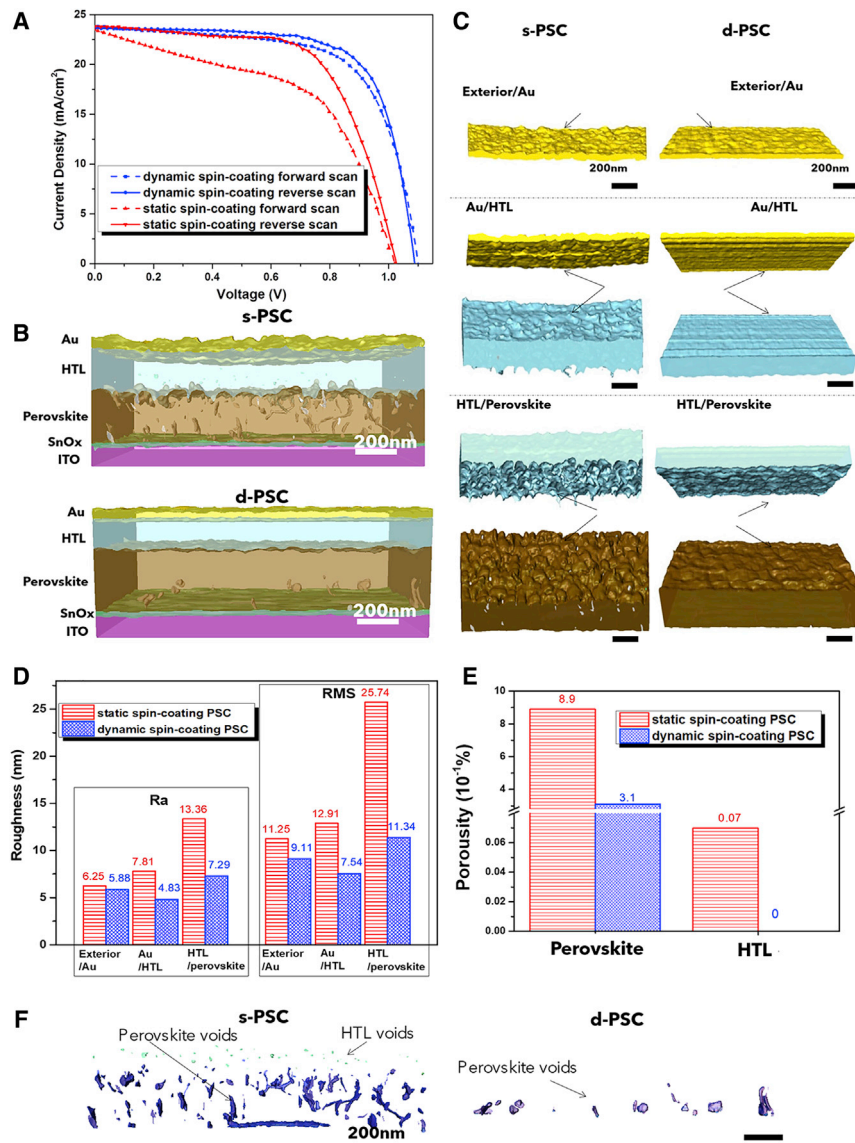 A
25
20
15
10
5
0
Current Density (mA/cm²)
dynamic spin-coating forward scan
dynamic spin-coating reverse scan
static spin-coating forward scan
static spin-coating reverse scan
0.0 0.2 0.4 0.6 0.8 1.0
Voltage (V)
B
s-PSC
Au
HTL
Perovskite
SnOx
ITO
200nm
d-PSC
Au
HTL
Perovskite
SnOx
ITO
200nm
C
s-PSC d-PSC
Exterior/Au Exterior/Au
200nm 200nm
Au/HTL Au/HTL
HTL/Perovskite HTL/Perovskite
D
Roughness (nm)
25
20
15
10
5
0
static spin-coating PSC
dynamic spin-coating PSC
RMS
25.74
Ra
13.36
12.91
11.25
11.34
9.11
7.81
7.54
7.29
6.25
5.88
4.83
Exterior /Au
Au /HTL
HTL /perovskite
Exterior /Au
Au /HTL
HTL /perovskite
E
Porousity (10⁻¹%)
10
8
6
4
0.06
0.04
0.02
0.00
static spin-coating PSC
dynamic spin-coating PSC
8.9
3.1
0.07
0
Perovskite HTL
F
s-PSC d-PSC
Perovskite voids HTL voids
Perovskite voids
200nm